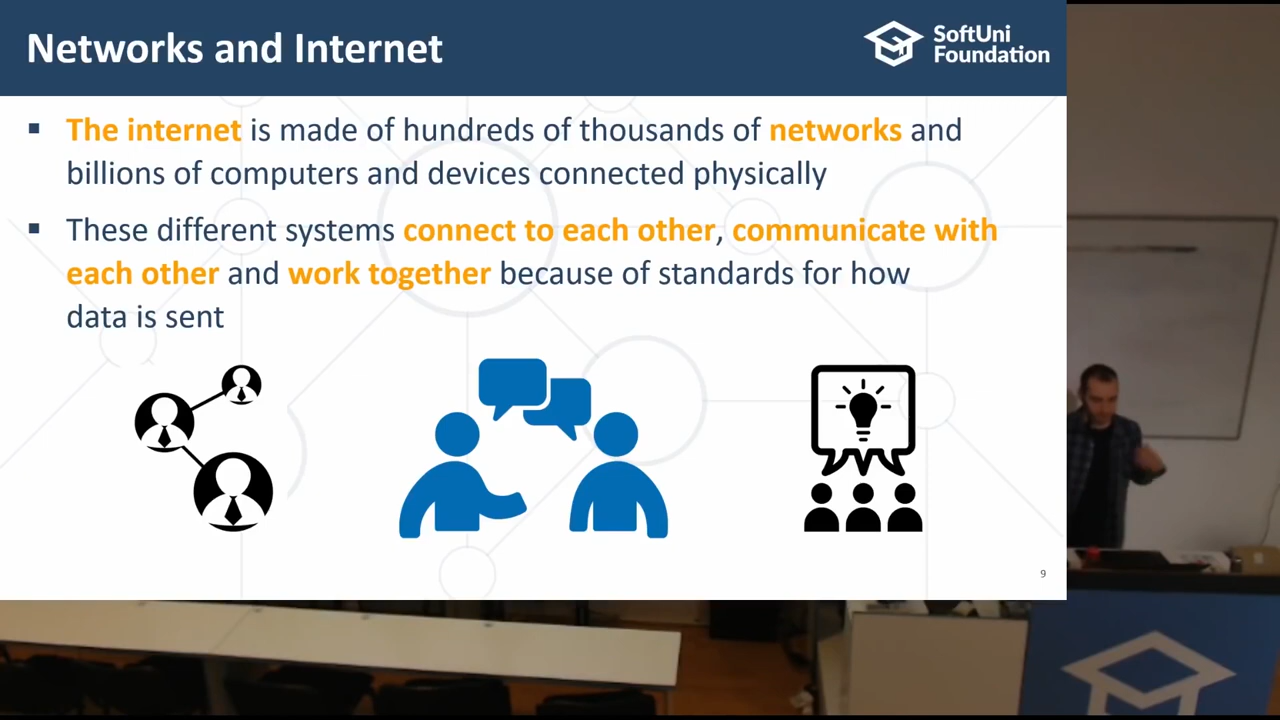 Networks and Internet
SoftUni
Foundation
▪ The internet is made of hundreds of thousands of networks and
billions of computers and devices connected physically
▪ These different systems connect to each other, communicate with
each other and work together because of standards for how
data is sent
9